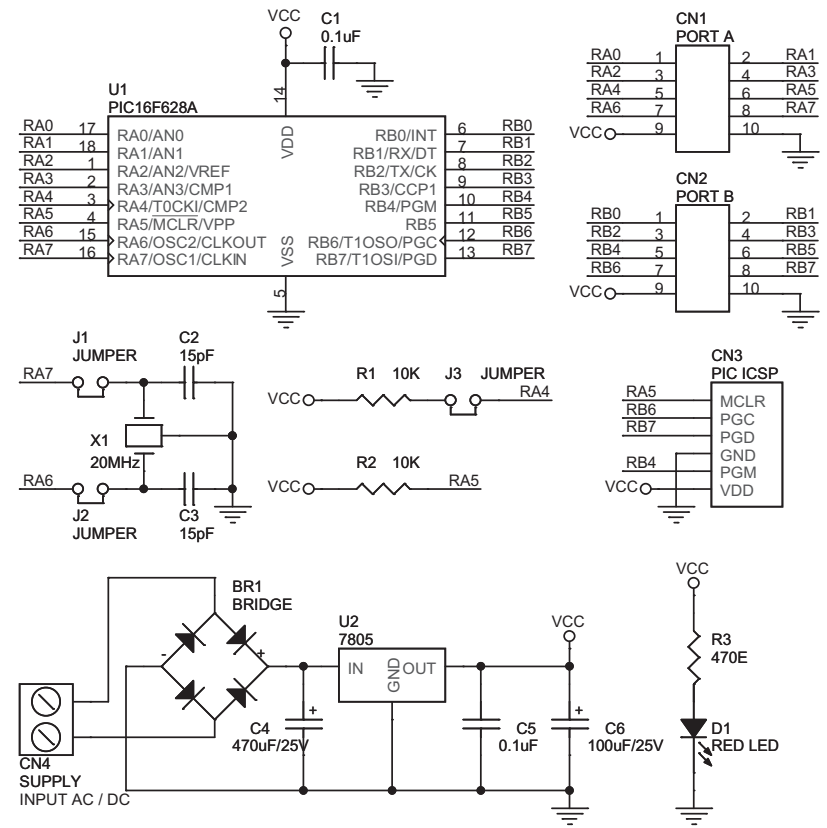 VCC
C1
0.1uF
U1
PIC16F628A
14
VDD
RA0 17 RA0/AN0 RB0/INT 6 RB0
RA1 18 RA1/AN1 RB1/RX/DT 7 RB1
RA2 1 RA2/AN2/VREF RB2/TX/CK 8 RB2
RA3 2 RA3/AN3/CMP1 RB3/CCP1 9 RB3
RA4 3 RA4/T0CKI/CMP2 RB4/PGM 10 RB4
RA5 4 RA5/MCLR/VPP RB5 11 RB5
RA6 15 RA6/OSC2/CLKOUT RB6/T1OSO/PGC 12 RB6
RA7 16 RA7/OSC1/CLKIN RB7/T1OSI/PGD 13 RB7
VSS
5
CN1
PORT A
RA0 1 2 RA1
RA2 3 4 RA3
RA4 5 6 RA5
RA6 7 8 RA7
VCC 9 10
CN2
PORT B
RB0 1 2 RB1
RB2 3 4 RB3
RB4 5 6 RB5
RB6 7 8 RB7
VCC 9 10
J1
JUMPER
C2
15pF
RA7
X1
20MHz
RA6
J2
JUMPER
C3
15pF
R1 10K J3 JUMPER
VCC RA4
R2 10K
VCC RA5
CN3
PIC ICSP
RA5 MCLR
RB6 PGC
RB7 PGD
GND
RB4 PGM
VCC VDD
BR1
BRIDGE
- +
U2
7805
IN GND OUT
VCC
+
C4
470uF/25V
C5
0.1uF
+
C6
100uF/25V
CN4
SUPPLY
INPUT AC / DC
VCC
R3
470E
D1
RED LED